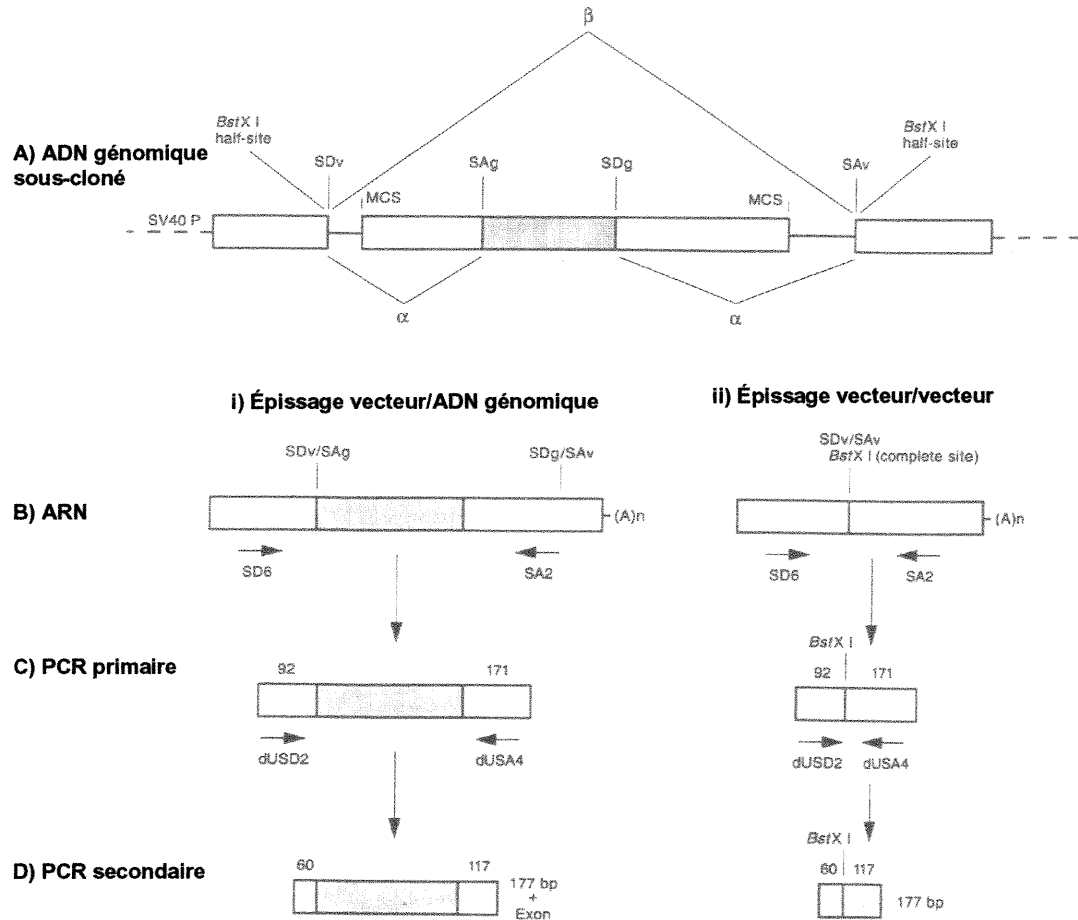 β
BstX I
half-site
BstX I
half-site
A) ADN génomique
sous-cloné
SDv
SAg
SDg
SAv
MCS
MCS
SV40 P
α
α
i) Épissage vecteur/ADN génomique
ii) Épissage vecteur/vecteur
SDv/SAg
SDg/SAv
SDv/SAv
BstX I (complete site)
B) ARN
(A)n
(A)n
SD6
SA2
SD6
SA2
C) PCR primaire
92
171
BstX I
92
171
dUSD2
dUSA4
dUSD2
dUSA4
D) PCR secondaire
60
117
177 bp
+
Exon
BstX I
60
117
177 bp